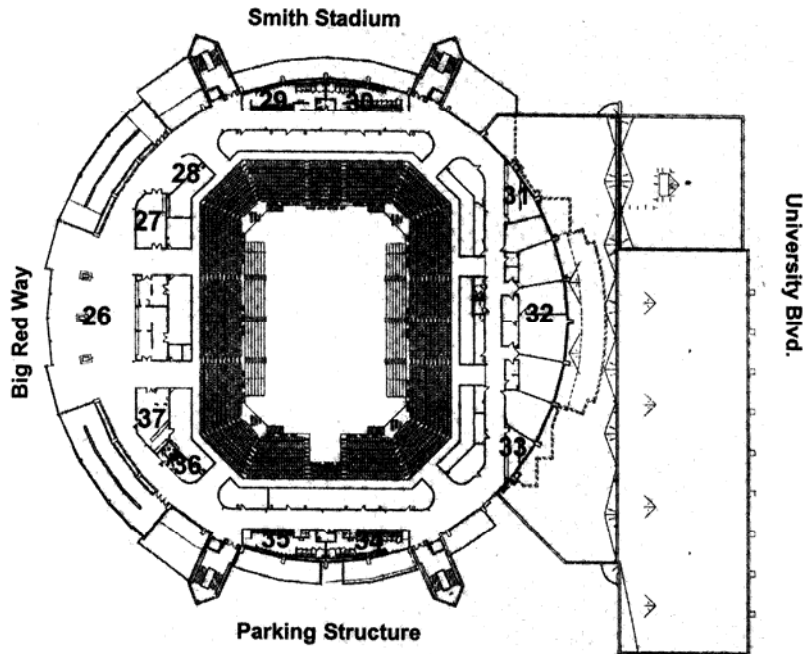 Smith Stadium
29 30
28
31
27
Big Red Way
26
32
University Blvd.
37
36
33
35 34
Parking Structure